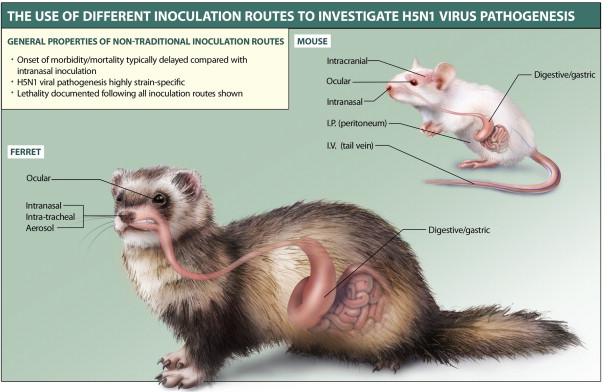 THE USE OF DIFFERENT INOCULATION ROUTES TO INVESTIGATE H5N1 VIRUS PATHOGENESIS
GENERAL PROPERTIES OF NON-TRADITIONAL INOCULATION ROUTES
· Onset of morbidity/mortality typically delayed compared with
intranasal inoculation
· H5N1 viral pathogenesis highly strain-specific
· Lethality documented following all inoculation routes shown
MOUSE
Intracranial
Ocular
Intranasal
I.P. (peritoneum)
I.V. (tail vein)
Digestive/gastric
FERRET
Ocular
Intranasal
Intra-tracheal
Aerosol
Digestive/gastric